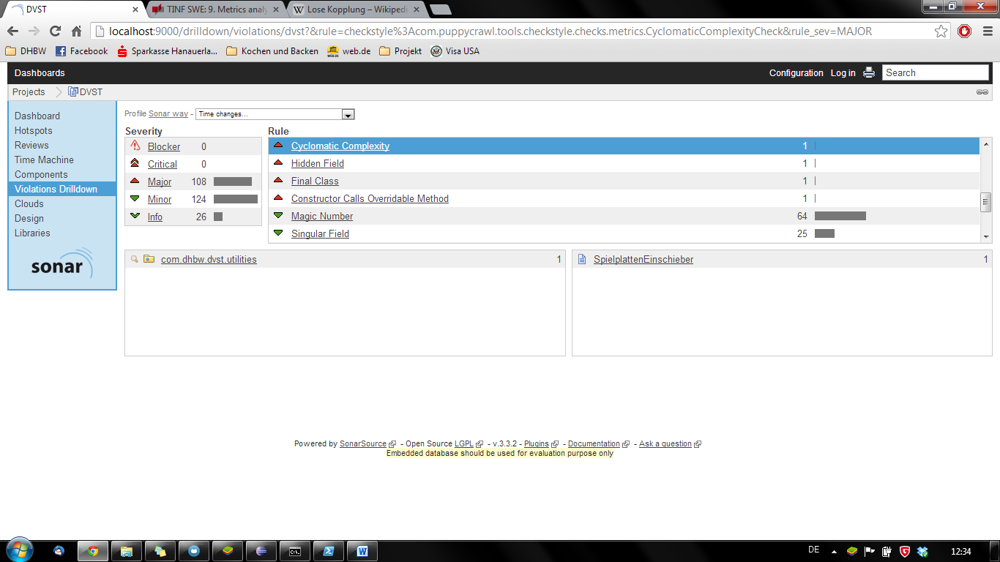 DVST
TINF SWE: 9. Metrics analy
Lose Kopplung – Wikipedi
localhost:9000/drilldown/violations/dvst?&rule=checkstyle%3Acom.puppycrawl.tools.checkstyle.checks.metrics.CyclomaticComplexityCheck&rule_sev=MAJOR
DHBW Facebook Sparkasse Hanauerla... Kochen und Backen web.de Projekt Visa USA
Dashboards Configuration Log in Search
Projects DVST
Dashboard
Hotspots
Reviews
Time Machine
Components
Violations Drilldown
Clouds
Design
Libraries
sonar
Profile Sonar way - Time changes...
Severity
Blocker 0
Critical 0
Major 108
Minor 124
Info 26
Rule
Cyclomatic Complexity 1
Hidden Field 1
Final Class 1
Constructor Calls Overridable Method 1
Magic Number 64
Singular Field 25
com.dhbw.dvst.utilities 1
SpielplattenEinschieber 1
Powered by SonarSource - Open Source LGPL - v.3.3.2 - Plugins - Documentation - Ask a question
Embedded database should be used for evaluation purpose only
DE 12:34